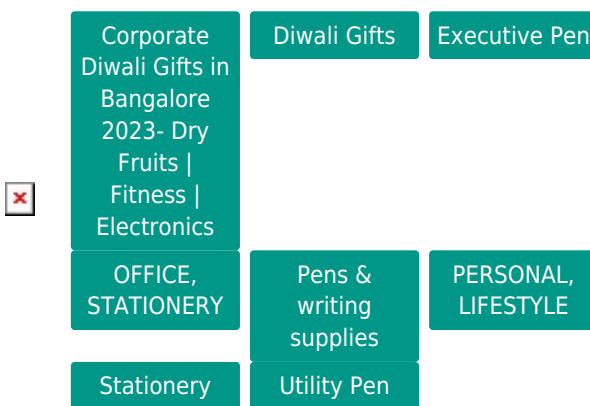 Corporate
Diwali Gifts in
Bangalore
2023- Dry
Fruits |
Fitness |
Electronics
Diwali Gifts
Executive Pen
OFFICE,
STATIONERY
Pens &
writing
supplies
PERSONAL,
LIFESTYLE
Stationery
Utility Pen